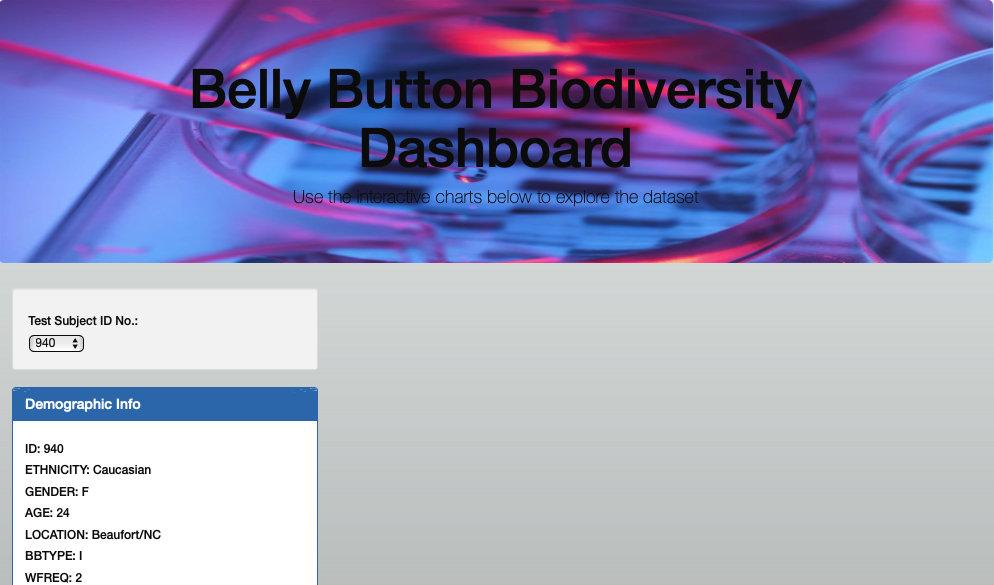 Belly Button Biodiversity
Dashboard
Use the interactive charts below to explore the dataset
Test Subject ID No.:
940
Demographic Info
ID: 940
ETHNICITY: Caucasian
GENDER: F
AGE: 24
LOCATION: Beaufort/NC
BBTYPE: I
WFREQ: 2